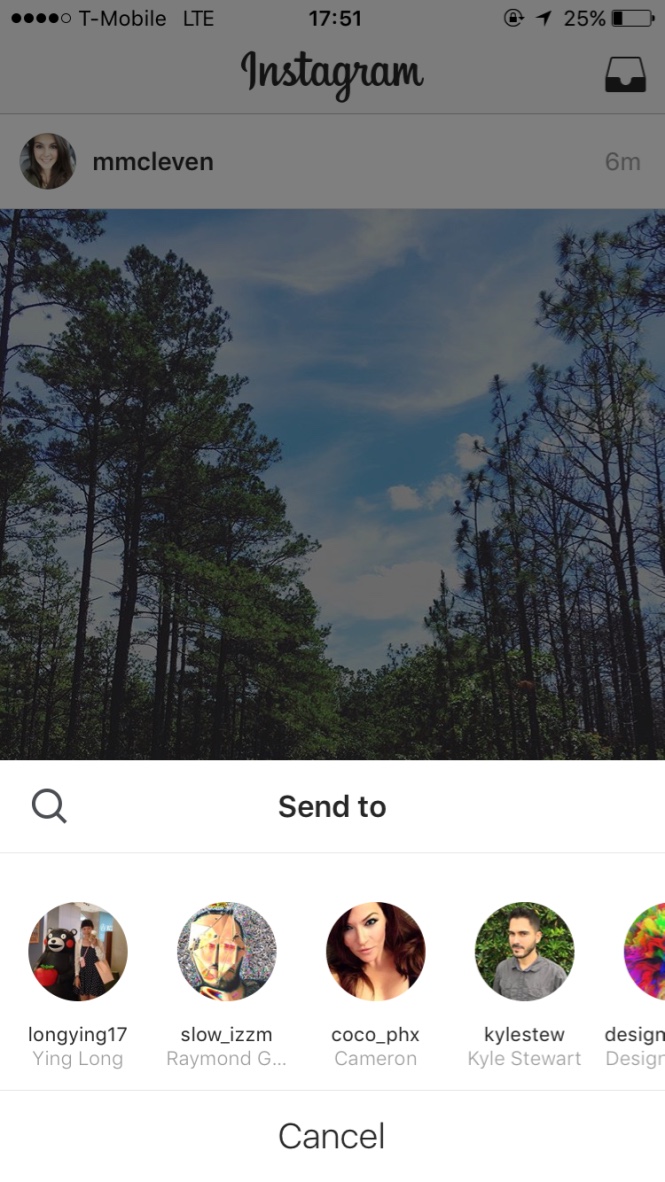 T-Mobile LTE 17:51 25%
Instagram
mmcleven 6m
Send to
longying17 slow_izzm coco_phx kylestew design
Ying Long Raymond G... Cameron Kyle Stewart Design
Cancel